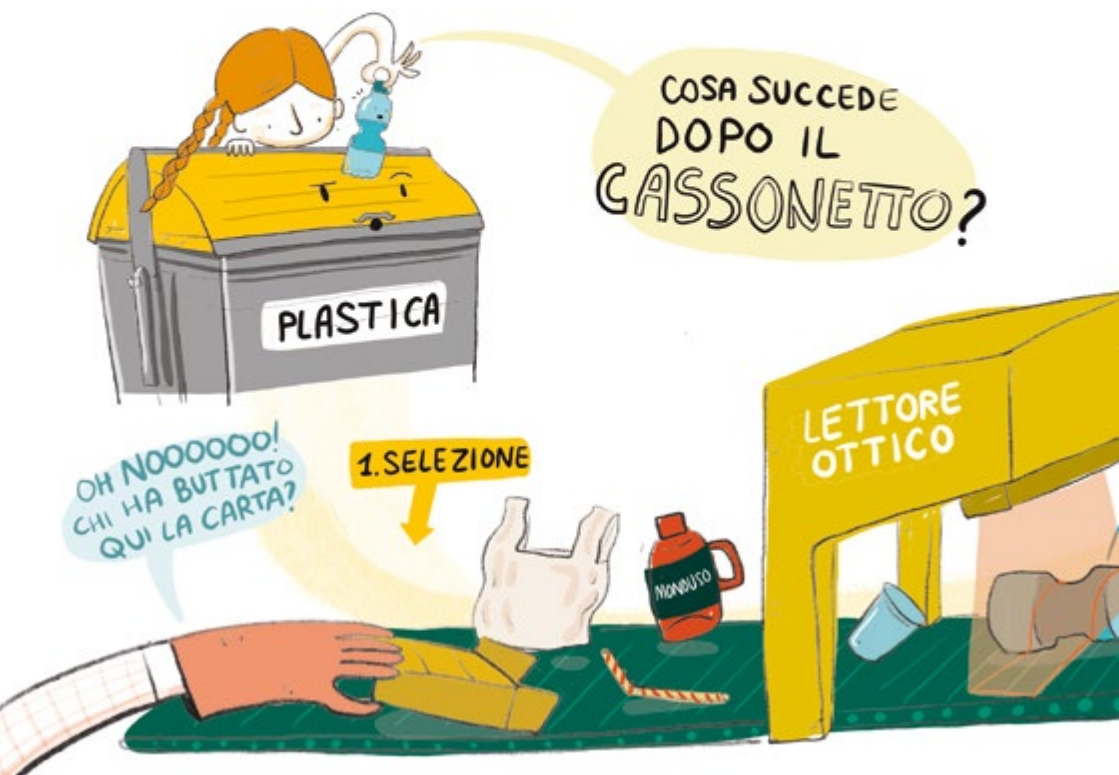 COSA SUCCEDE
DOPO IL
CASSONETTO?
PLASTICA
OH NOOOOOO!
CHI HA BUTTATO
QUI LA CARTA?
1. SELEZIONE
MONOUSO
LETTORE
OTTICO